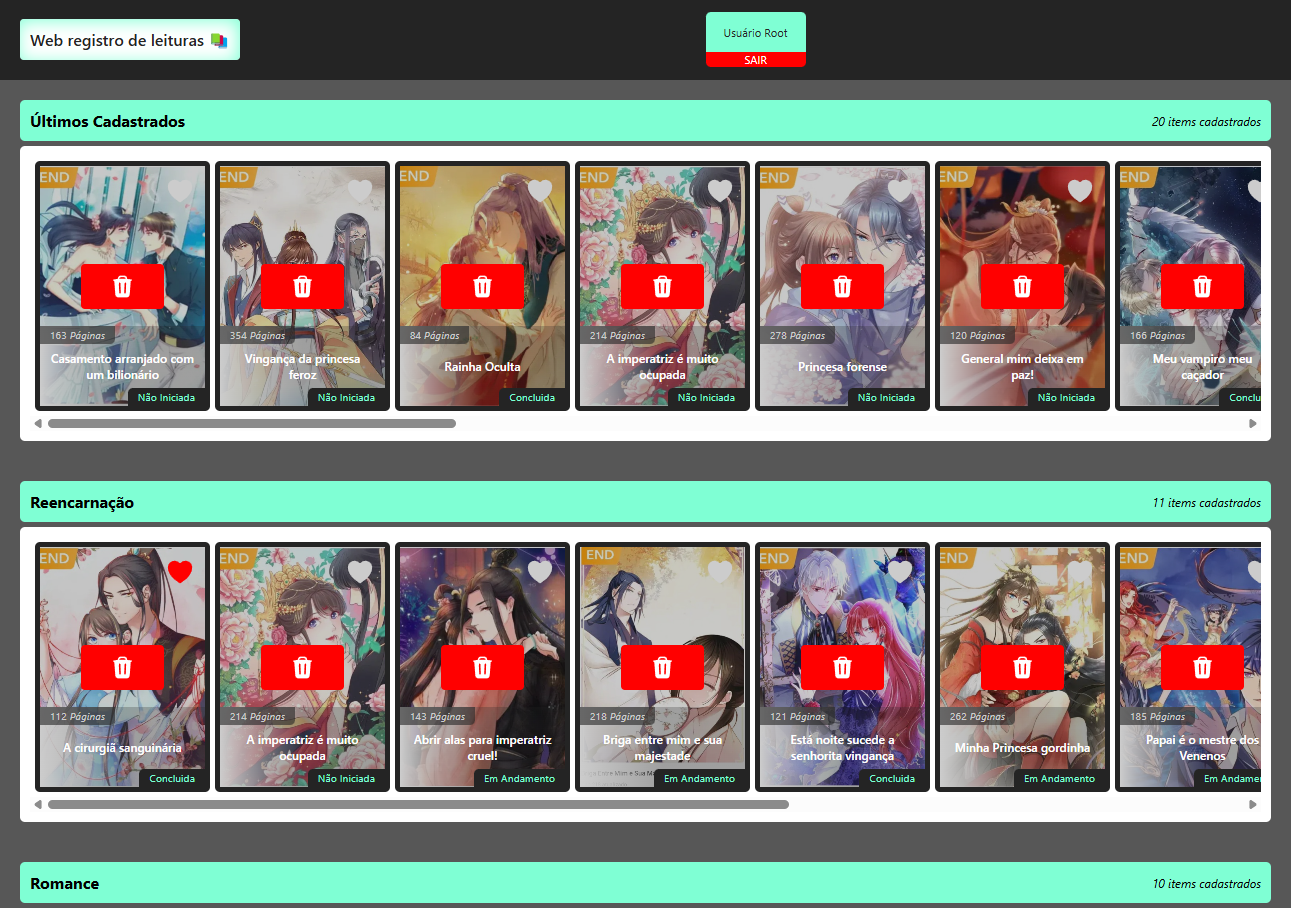 Web registro de leituras
Usuário Root
SAIR
Últimos Cadastrados
20 items cadastrados
END
END
END
END
END
END
END
163 Páginas
354 Páginas
84 Páginas
214 Páginas
278 Páginas
120 Páginas
166 Páginas
Casamento arranjado com
um bilionário
Vingança da princesa
feroz
Rainha Oculta
A imperatriz é muito
ocupada
Princesa forense
General mim deixa em
paz!
Meu vampiro meu
caçador
Não Iniciada
Não Iniciada
Concluida
Não Iniciada
Não Iniciada
Não Iniciada
Conclu
Reencarnação
11 items cadastrados
END
END
END
END
END
END
112 Páginas
214 Páginas
143 Páginas
218 Páginas
121 Páginas
262 Páginas
185 Páginas
A cirurgiã sanguinária
A imperatriz é muito
ocupada
Abrir alas para imperatriz
cruel!
Briga entre mim e sua
majestade
Está noite sucede a
senhorita vingança
Minha Princesa gordinha
Papai é o mestre dos
Venenos
Concluida
Não Iniciada
Em Andamento
Em Andamento
Concluida
Em Andamento
Em Andame
Romance
10 items cadastrados